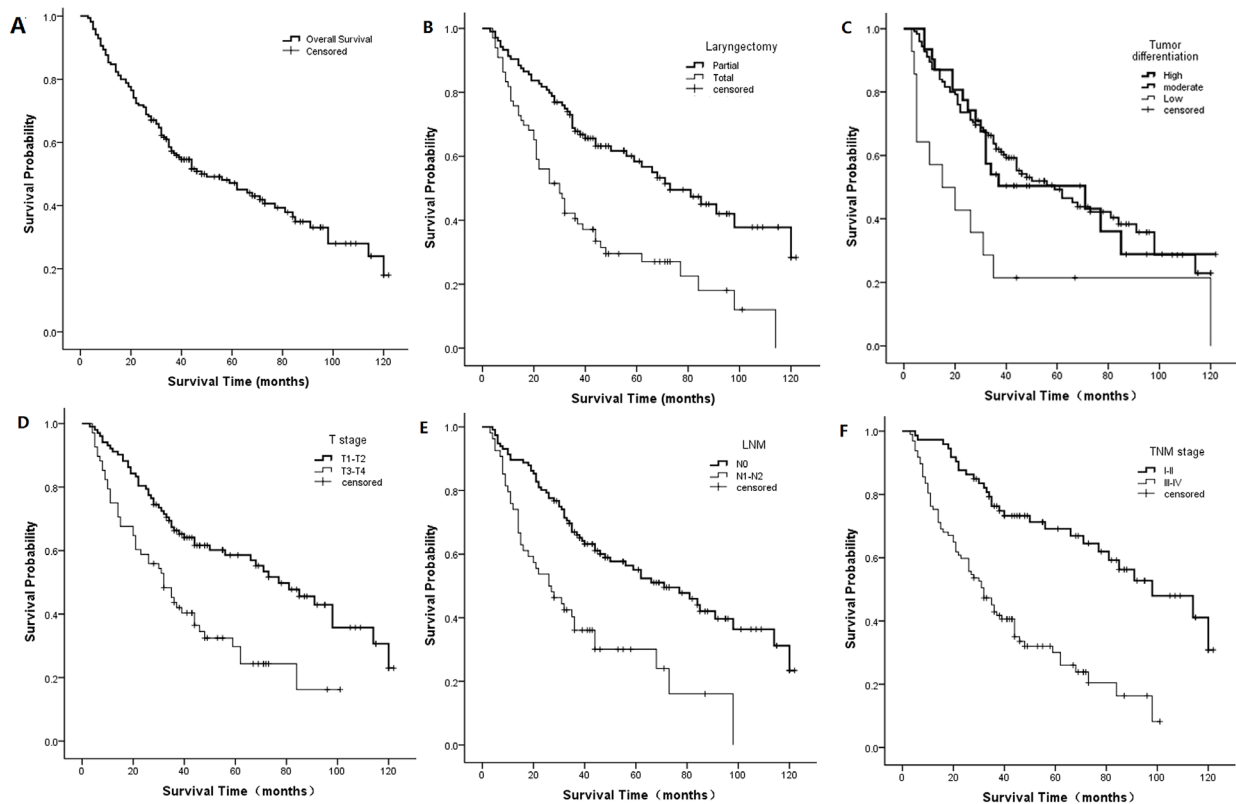 A
Overall Survival
Censored
Survival Probability
1.0
0.8
0.6
0.4
0.2
0.0
0 20 40 60 80 100 120
Survival Time (months)
B
Laryngectomy
Partial
Total
censored
Survival Probability
1.0
0.8
0.6
0.4
0.2
0.0
0 20 40 60 80 100 120
Survival Time (months)
C
Tumor
differentiation
High
moderate
Low
censored
Survival Probability
1.0
0.8
0.6
0.4
0.2
0.0
0 20 40 60 80 100 120
Survival Time（months）
D
T stage
T1-T2
T3-T4
censored
Survival Probability
1.0
0.8
0.6
0.4
0.2
0.0
0 20 40 60 80 100 120
Survival Time（months）
E
LNM
N0
N1-N2
censored
Survival Probability
1.0
0.8
0.6
0.4
0.2
0.0
0 20 40 60 80 100 120
Survival Time（months）
F
TNM stage
I-II
III-IV
censored
Survival Probability
1.0
0.8
0.6
0.4
0.2
0.0
0 20 40 60 80 100 120
Survival Time（months）